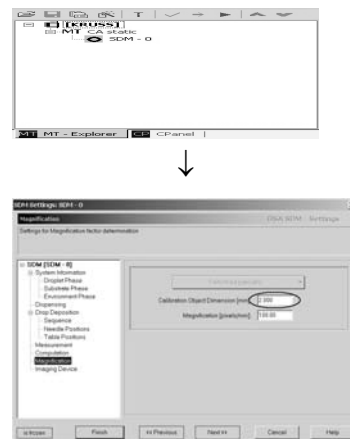 T
[KRUSS]
MT CA static
SDM - 0
MT MT - Explorer CP CPanel
SDM Settings: SDM - 0
Magnification
DSA SDM Settings
Settings for Magnification factor determination
SDM [SDM - 0]
System Information
Droplet Phase
Substrate Phase
Environment Phase
Dispensing
Drop Deposition
Sequence
Needle Positions
Table Positions
Measurement
Computation
Magnification
Imaging Device
Calibration Object Dimension [mm]
Magnification [pixels/mm] 100.00
is frozen Finish << Previous Next >> Cancel Help